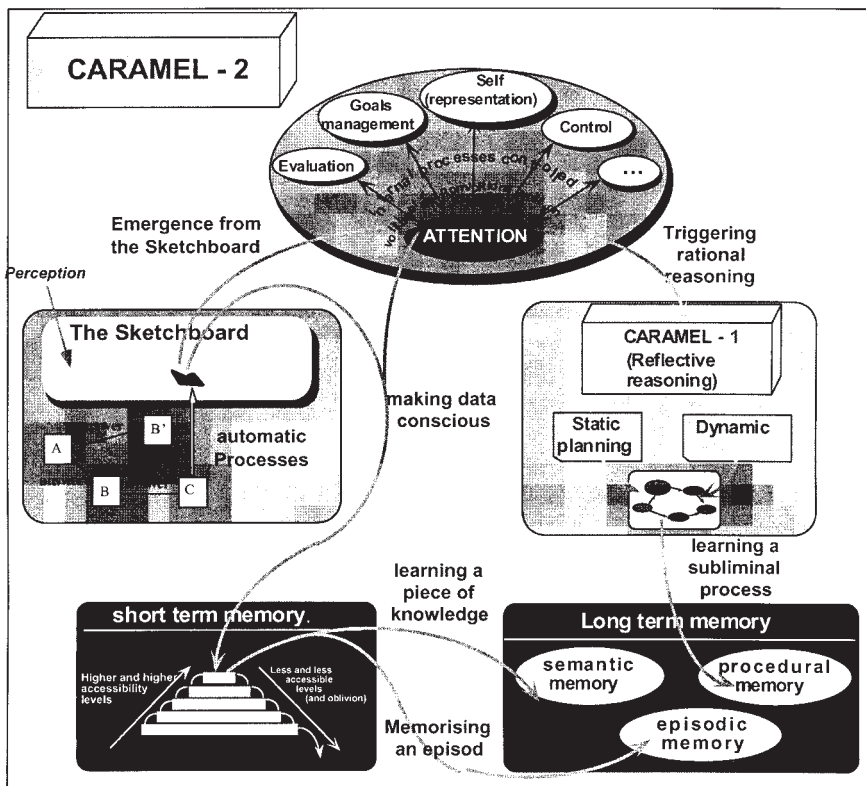 CARAMEL - 2
Self
(representation)
Goals
management
Control
Evaluation
...
processes
ATTENTION
Emergence from
the Sketchboard
Triggering
rational
reasoning
Perception
The Sketchboard
CARAMEL - 1
(Reflective
reasoning)
making data
conscious
Static
planning
Dynamic
A
B'
B
C
automatic
Processes
learning a
subliminal
process
learning a
piece of
knowledge
short term memory.
Higher and higher
accessibility
levels
Less and less
accessible
levels
(and oblivion)
Memorising
an episod
Long term memory
semantic
memory
procedural
memory
episodic
memory